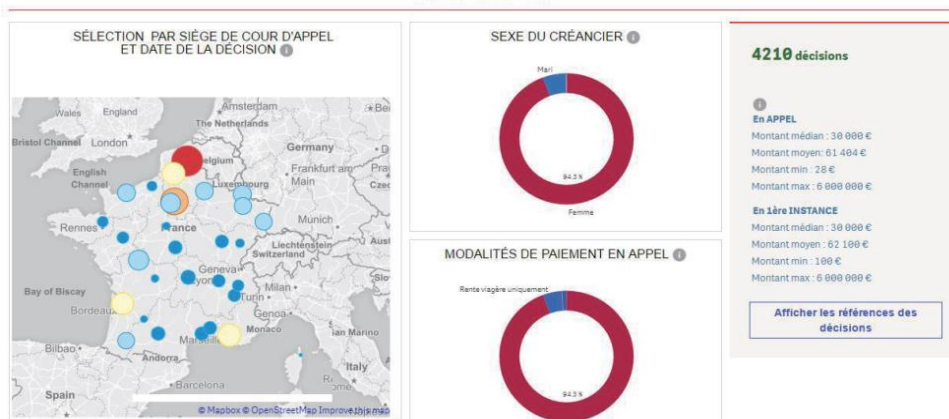 SÉLECTION PAR SIÈGE DE COUR D'APPEL
ET DATE DE LA DÉCISION
Wales
England
Amsterdam
The Netherlands
Bristol Channel
London
Germany
English
Channel
Belgium
Frankfurt am
Main
Luxembourg
Rennes
France
Munich
Liechtenstein
Switzerland
Geneva
Lyon
Milan
Turin
Bay of Biscay
Bordeaux
Genoa
Marseille
Monaco
San Marino
Bilbao
Andorra
Italy
Rome
Barcelona
Spain
© Mapbox © OpenStreetMap Improve this map
SEXE DU CRÉANCIER
Mari
94.3 %
Femme
MODALITÉS DE PAIEMENT EN APPEL
Rente viagère uniquement
94.3 %
4210 décisions
En APPEL
Montant médian : 30 000 €
Montant moyen: 61 404 €
Montant min : 28 €
Montant max : 6 000 000 €
En 1ère INSTANCE
Montant médian : 30 000 €
Montant moyen : 62 100 €
Montant min : 100 €
Montant max : 6 000 000 €
Afficher les références des
décisions